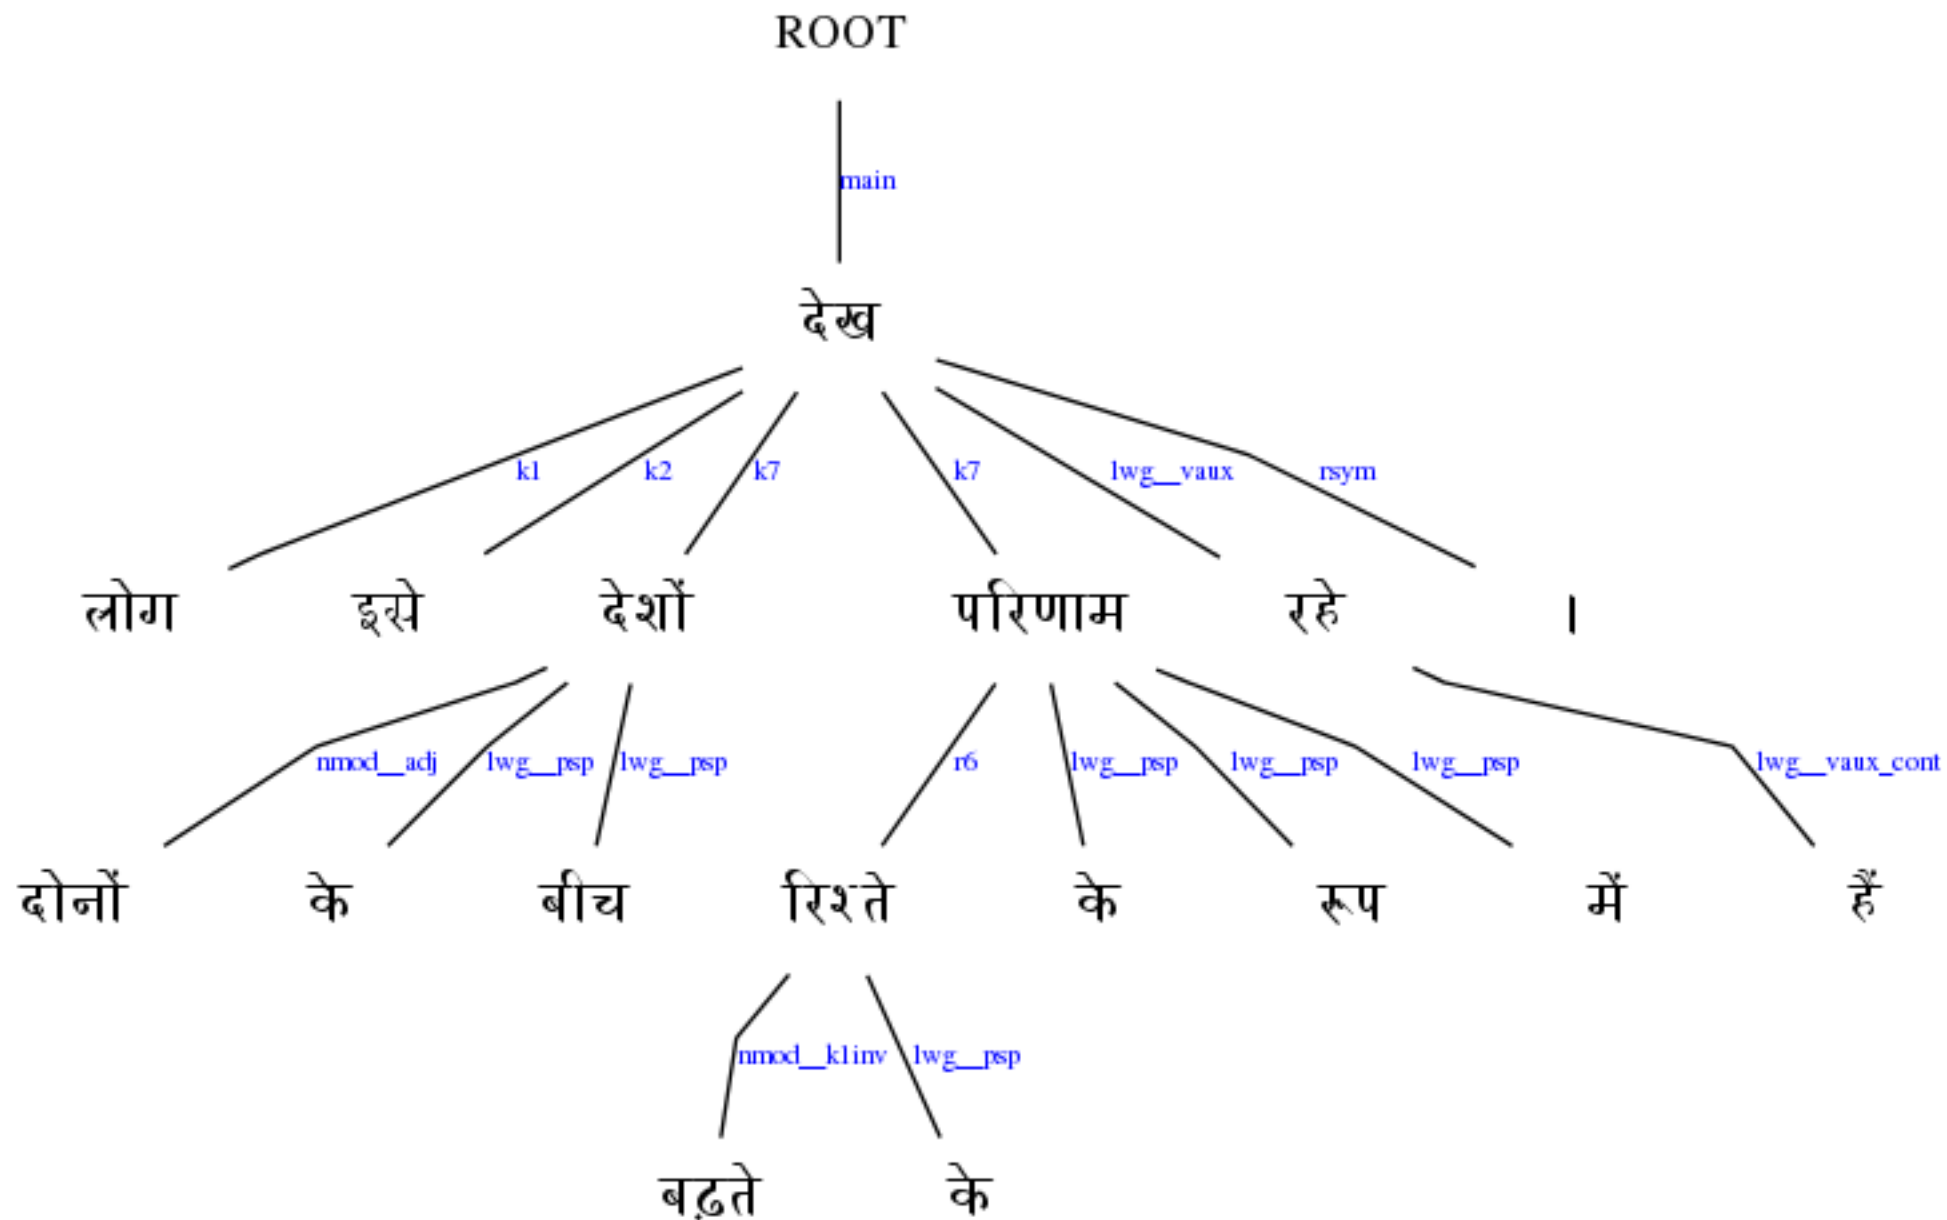 ROOT
main
देख
k1 k2 k7 k7 lwg__vaux rsym
लोग इसे देशों परिणाम रहे ।
nmod__adj lwg__psp lwg__psp r6 lwg__psp lwg__psp lwg__psp lwg__vaux_cont
दोनों के बीच रिश्ते के रूप में हैं
nmod__k1inv lwg__psp
बढ़ते के